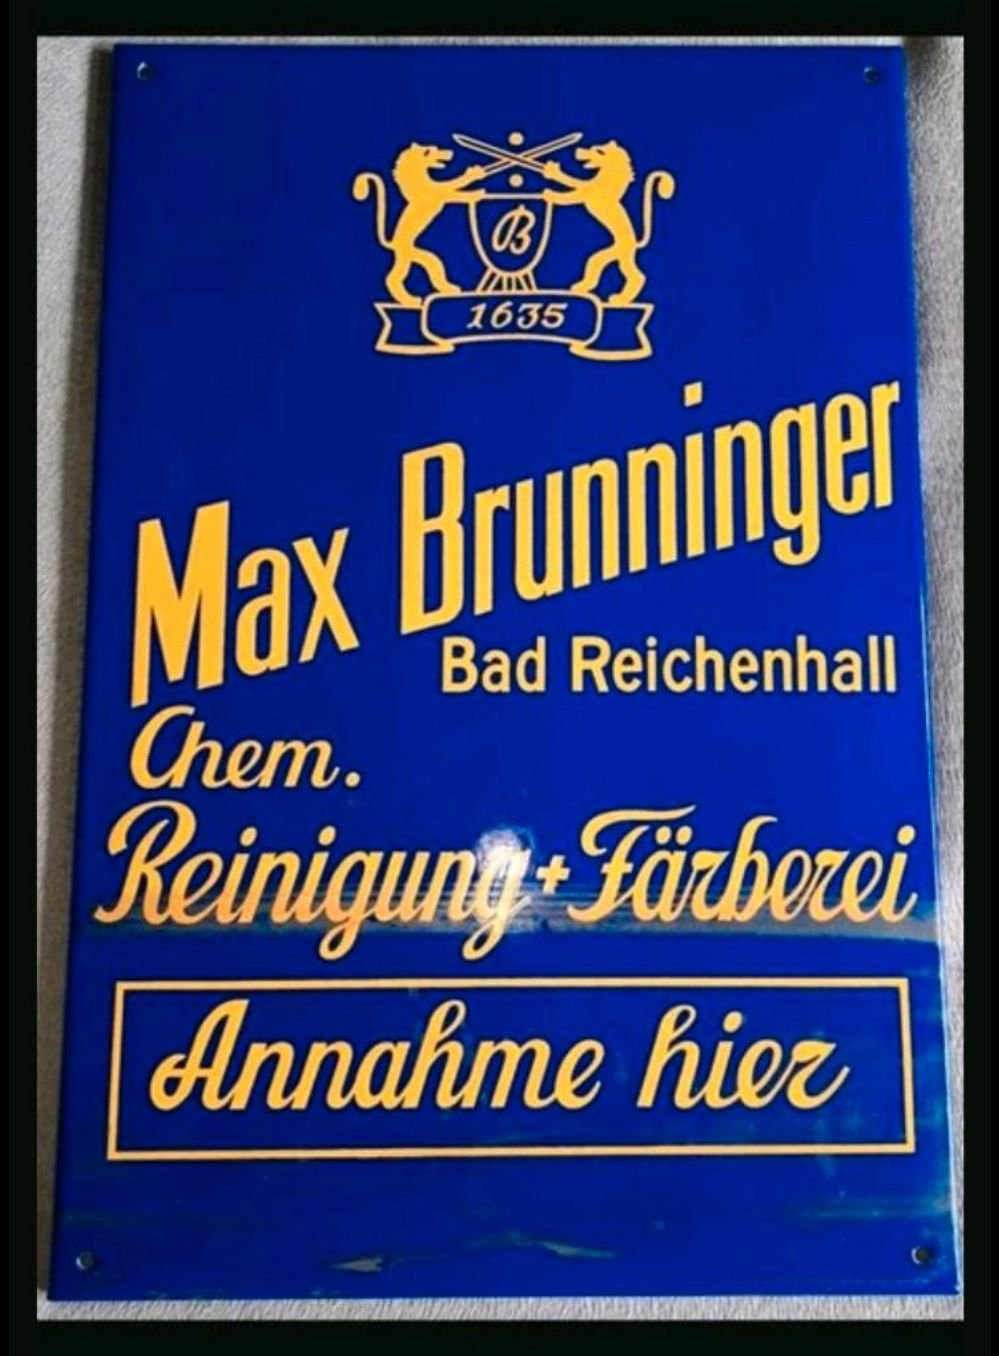 B
1635
Max Brunninger
Bad Reichenhall
Chem.
Reinigung + Färberei
Annahme hier